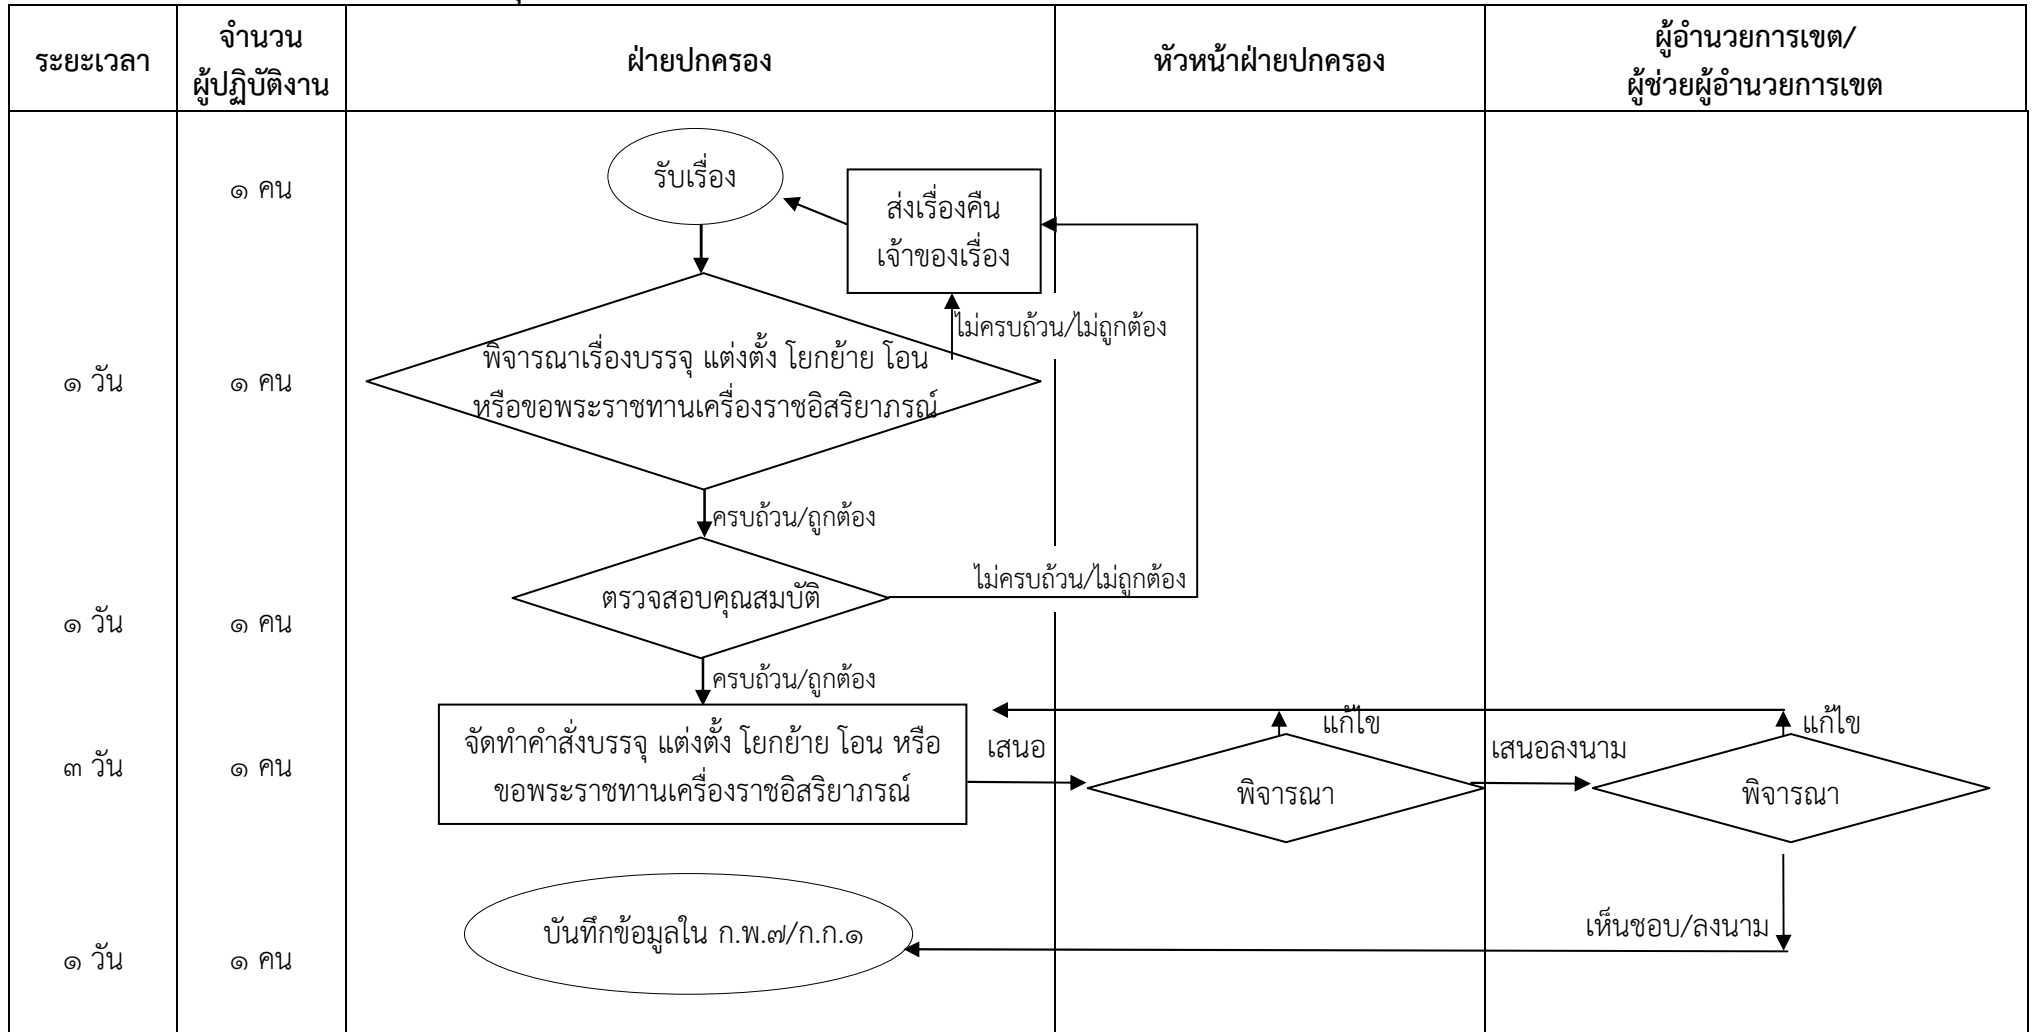 ระยะเวลา
จำนวน
ผู้ปฏิบัติงาน
ฝ่ายปกครอง
หัวหน้าฝ่ายปกครอง
ผู้อำนวยการเขต/
ผู้ช่วยผู้อำนวยการเขต
๑ คน
รับเรื่อง
ส่งเรื่องคืน
เจ้าของเรื่อง
ไม่ครบถ้วน/ไม่ถูกต้อง
๑ วัน
๑ คน
พิจารณาเรื่องบรรจุ แต่งตั้ง โยกย้าย โอน
หรือขอพระราชทานเครื่องราชอิสริยาภรณ์
ครบถ้วน/ถูกต้อง
๑ วัน
๑ คน
ตรวจสอบคุณสมบัติ
ไม่ครบถ้วน/ไม่ถูกต้อง
ครบถ้วน/ถูกต้อง
๓ วัน
๑ คน
จัดทำคำสั่งบรรจุ แต่งตั้ง โยกย้าย โอน หรือ
ขอพระราชทานเครื่องราชอิสริยาภรณ์
เสนอ
แก้ไข
พิจารณา
เสนอลงนาม
แก้ไข
พิจารณา
เห็นชอบ/ลงนาม
๑ วัน
๑ คน
บันทึกข้อมูลใน ก.พ.๗/ก.ก.๑